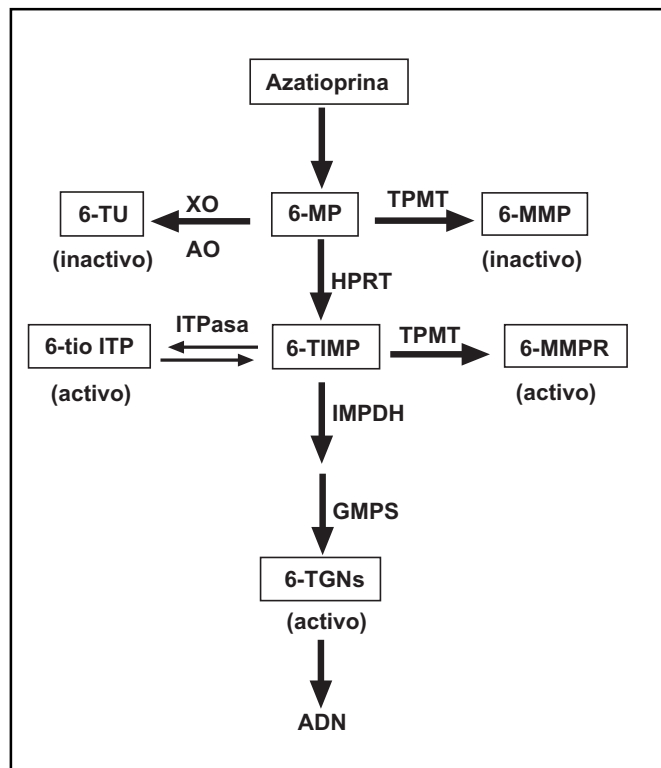 Azatioprina
6-TU
XO
AO
6-MP
TPMT
6-MMP
(inactivo)
(inactivo)
HPRT
6-tio ITP
ITPasa
6-TIMP
TPMT
6-MMPR
(activo)
(activo)
IMPDH
GMPS
6-TGNs
(activo)
ADN